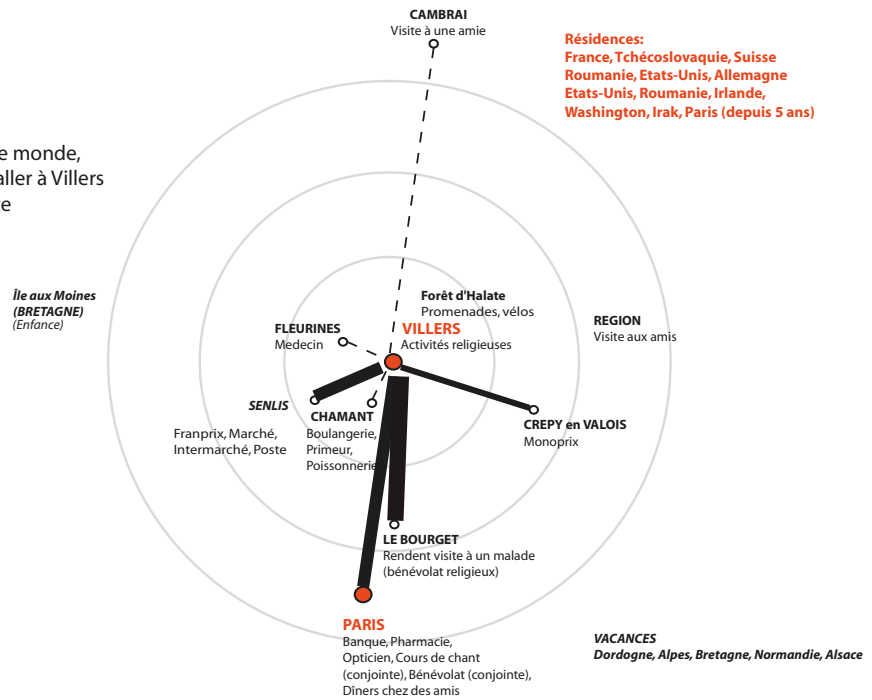 CAMBRAI
Visite à une amie
Résidences:
France, Tchécoslovaquie, Suisse
Roumanie, Etats-Unis, Allemagne
Etats-Unis, Roumanie, Irlande,
Washington, Irak, Paris (depuis 5 ans)
e monde,
aller à Villers
te
Île aux Moines
(BRETAGNE)
(Enfance)
Forêt d'Halate
Promenades, vélos
VILLERS
Activités religieuses
FLEURINES
Medecin
REGION
Visite aux amis
SENLIS
Franprix, Marché,
Intermarché, Poste
CHAMANT
Boulangerie,
Primeur,
Poissonnerie
CREPY en VALOIS
Monoprix
LE BOURGET
Rendent visite à un malade
(bénévolat religieux)
PARIS
Banque, Pharmacie,
Opticien, Cours de chant
(conjointe), Bénévolat (conjointe),
Dîners chez des amis
VACANCES
Dordogne, Alpes, Bretagne, Normandie, Alsace